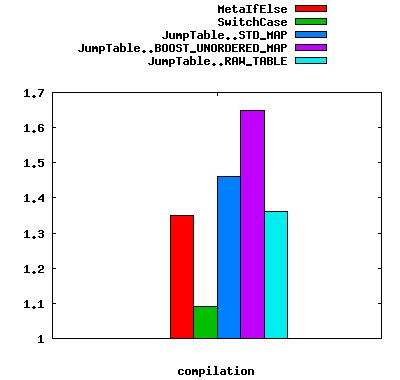 MetaIfElse
SwitchCase
JumpTable..STD_MAP
JumpTable..BOOST_UNORDERED_MAP
JumpTable..RAW_TABLE
1.7
1.6
1.5
1.4
1.3
1.2
1.1
1
compilation